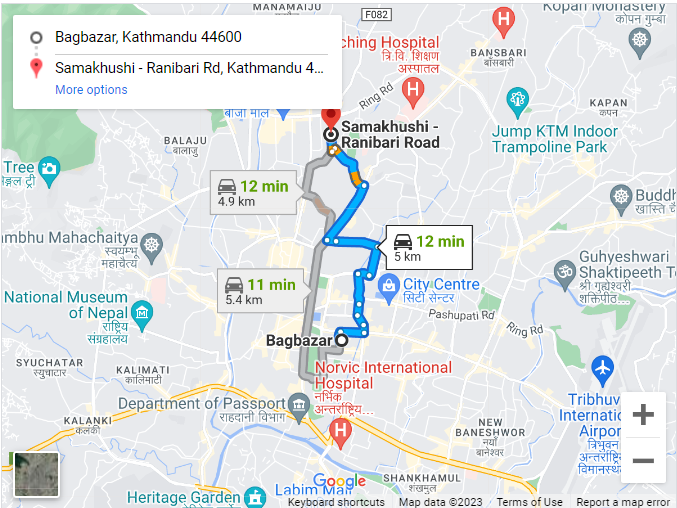 MANAMAIJU
F082
Kopan Monastery
कोपन गुम्बा
Bagbazar, Kathmandu 44600
Samakhushi - Ranibari Rd, Kathmandu 4...
More options
ching Hospital
त्रि.वि. शिक्षण
अस्पताल
BANSBARI
बाँसबारी
Ring Rd
KAPAN
कपन
Samakhushi -
Ranibari Road
Jump KTM Indoor
Trampoline Park
BALAJU
बालाजु
Tree
12 min
4.9 km
Buddh
12 min
5 km
mbhu Mahachaitya
स्वयम्भू
महाचैत्य
Guhyeshwari
Shaktipeeth Te
श्री गुह्येश्वरी
11 min
5.4 km
City Centre
सिटी सेन्टर
National Museum
of Nepal
राष्ट्रिय
संग्रहालय
Pashupati Rd
Ring Rd
Bagbazar
SYUCHATAR
स्युचाटार
KALIMATI
कालिमाटी
Norvic International
Hospital
नर्भिक
अन्तर्राष्ट्रिय...
Tribhuv
Internation
Airpor
त्रिभुवन
अन्तर्राष्ट्रि
विमानस्थ
Department of Passport
राहदानी विभाग
KALANKI
कलंकी
NEW
BANESHWOR
नयाँ
बानेश्वर
SHANKHAMUL
शंखमुल
Heritage Garden
Labim Mall
Google
Keyboard shortcuts
Map data ©2023
Terms of Use
Report a map error